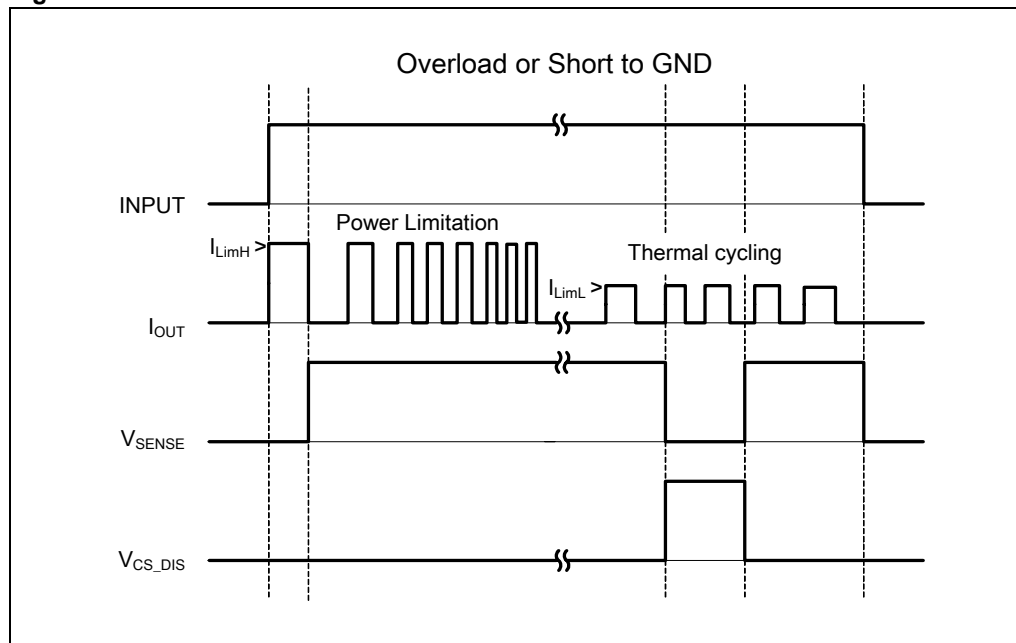 Overload or Short to GND
INPUT
Power Limitation
I_LimH >
Thermal cycling
I_LimL >
I_OUT
V_SENSE
V_CS_DIS